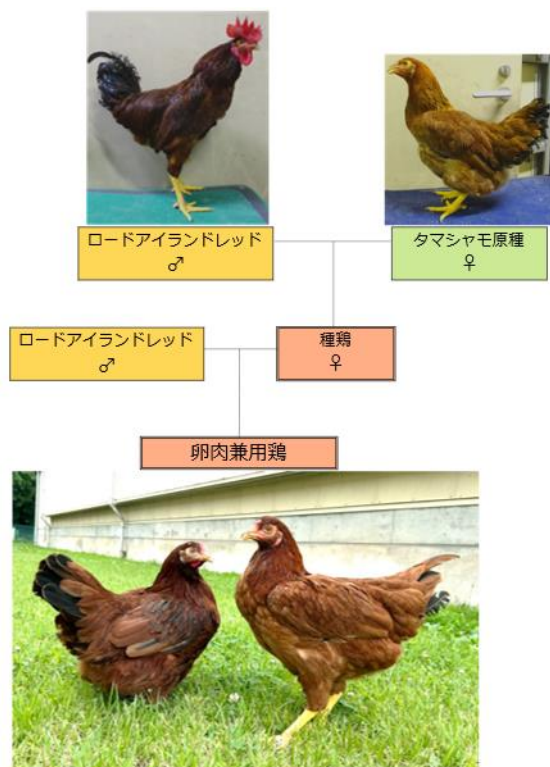 ロードアイランドレッド
♂
タマシャモ原種
♀
ロードアイランドレッド
♂
種鶏
♀
卵肉兼用鶏